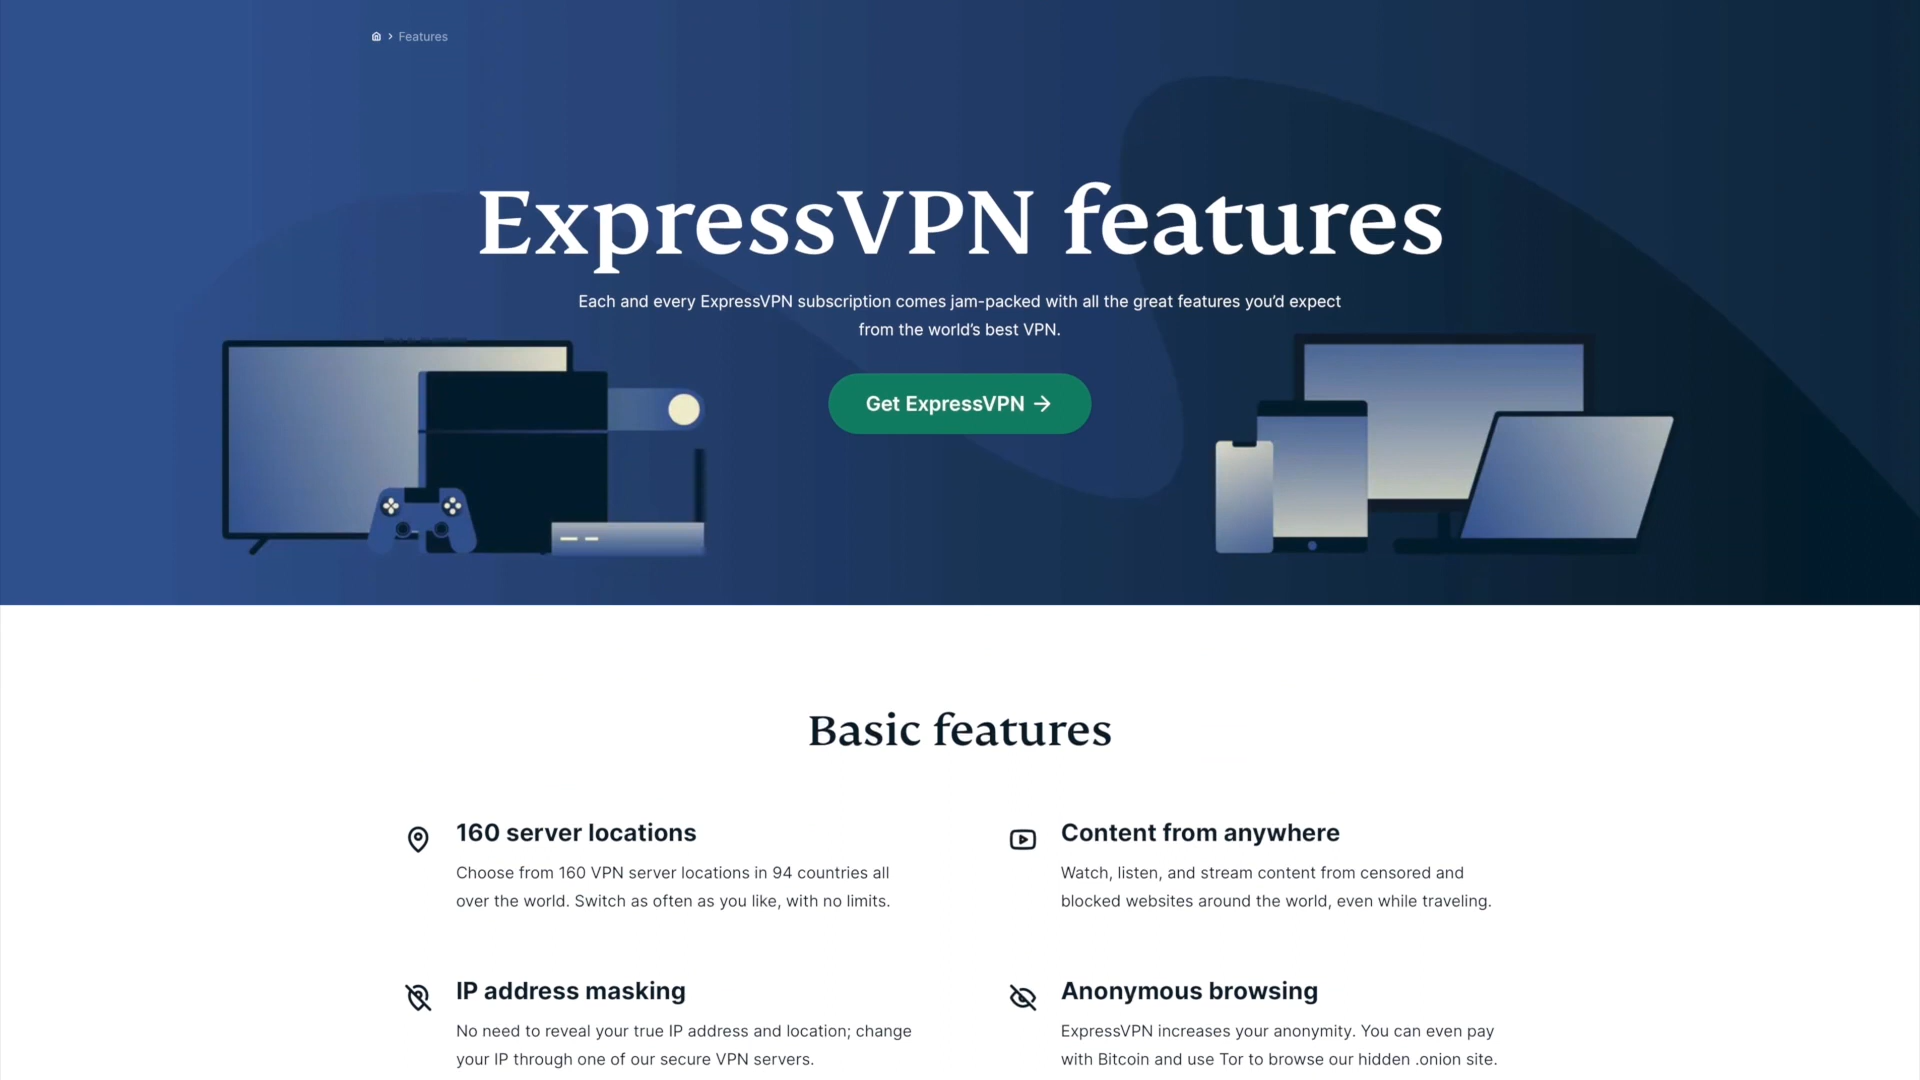 Features
ExpressVPN features
Each and every ExpressVPN subscription comes jam-packed with all the great features you’d expect
from the world’s best VPN.
Get ExpressVPN
Basic features
160 server locations
Choose from 160 VPN server locations in 94 countries all
over the world. Switch as often as you like, with no limits.
Content from anywhere
Watch, listen, and stream content from censored and
blocked websites around the world, even while traveling.
IP address masking
No need to reveal your true IP address and location; change
your IP through one of our secure VPN servers.
Anonymous browsing
ExpressVPN increases your anonymity. You can even pay
with Bitcoin and use Tor to browse our hidden .onion site.